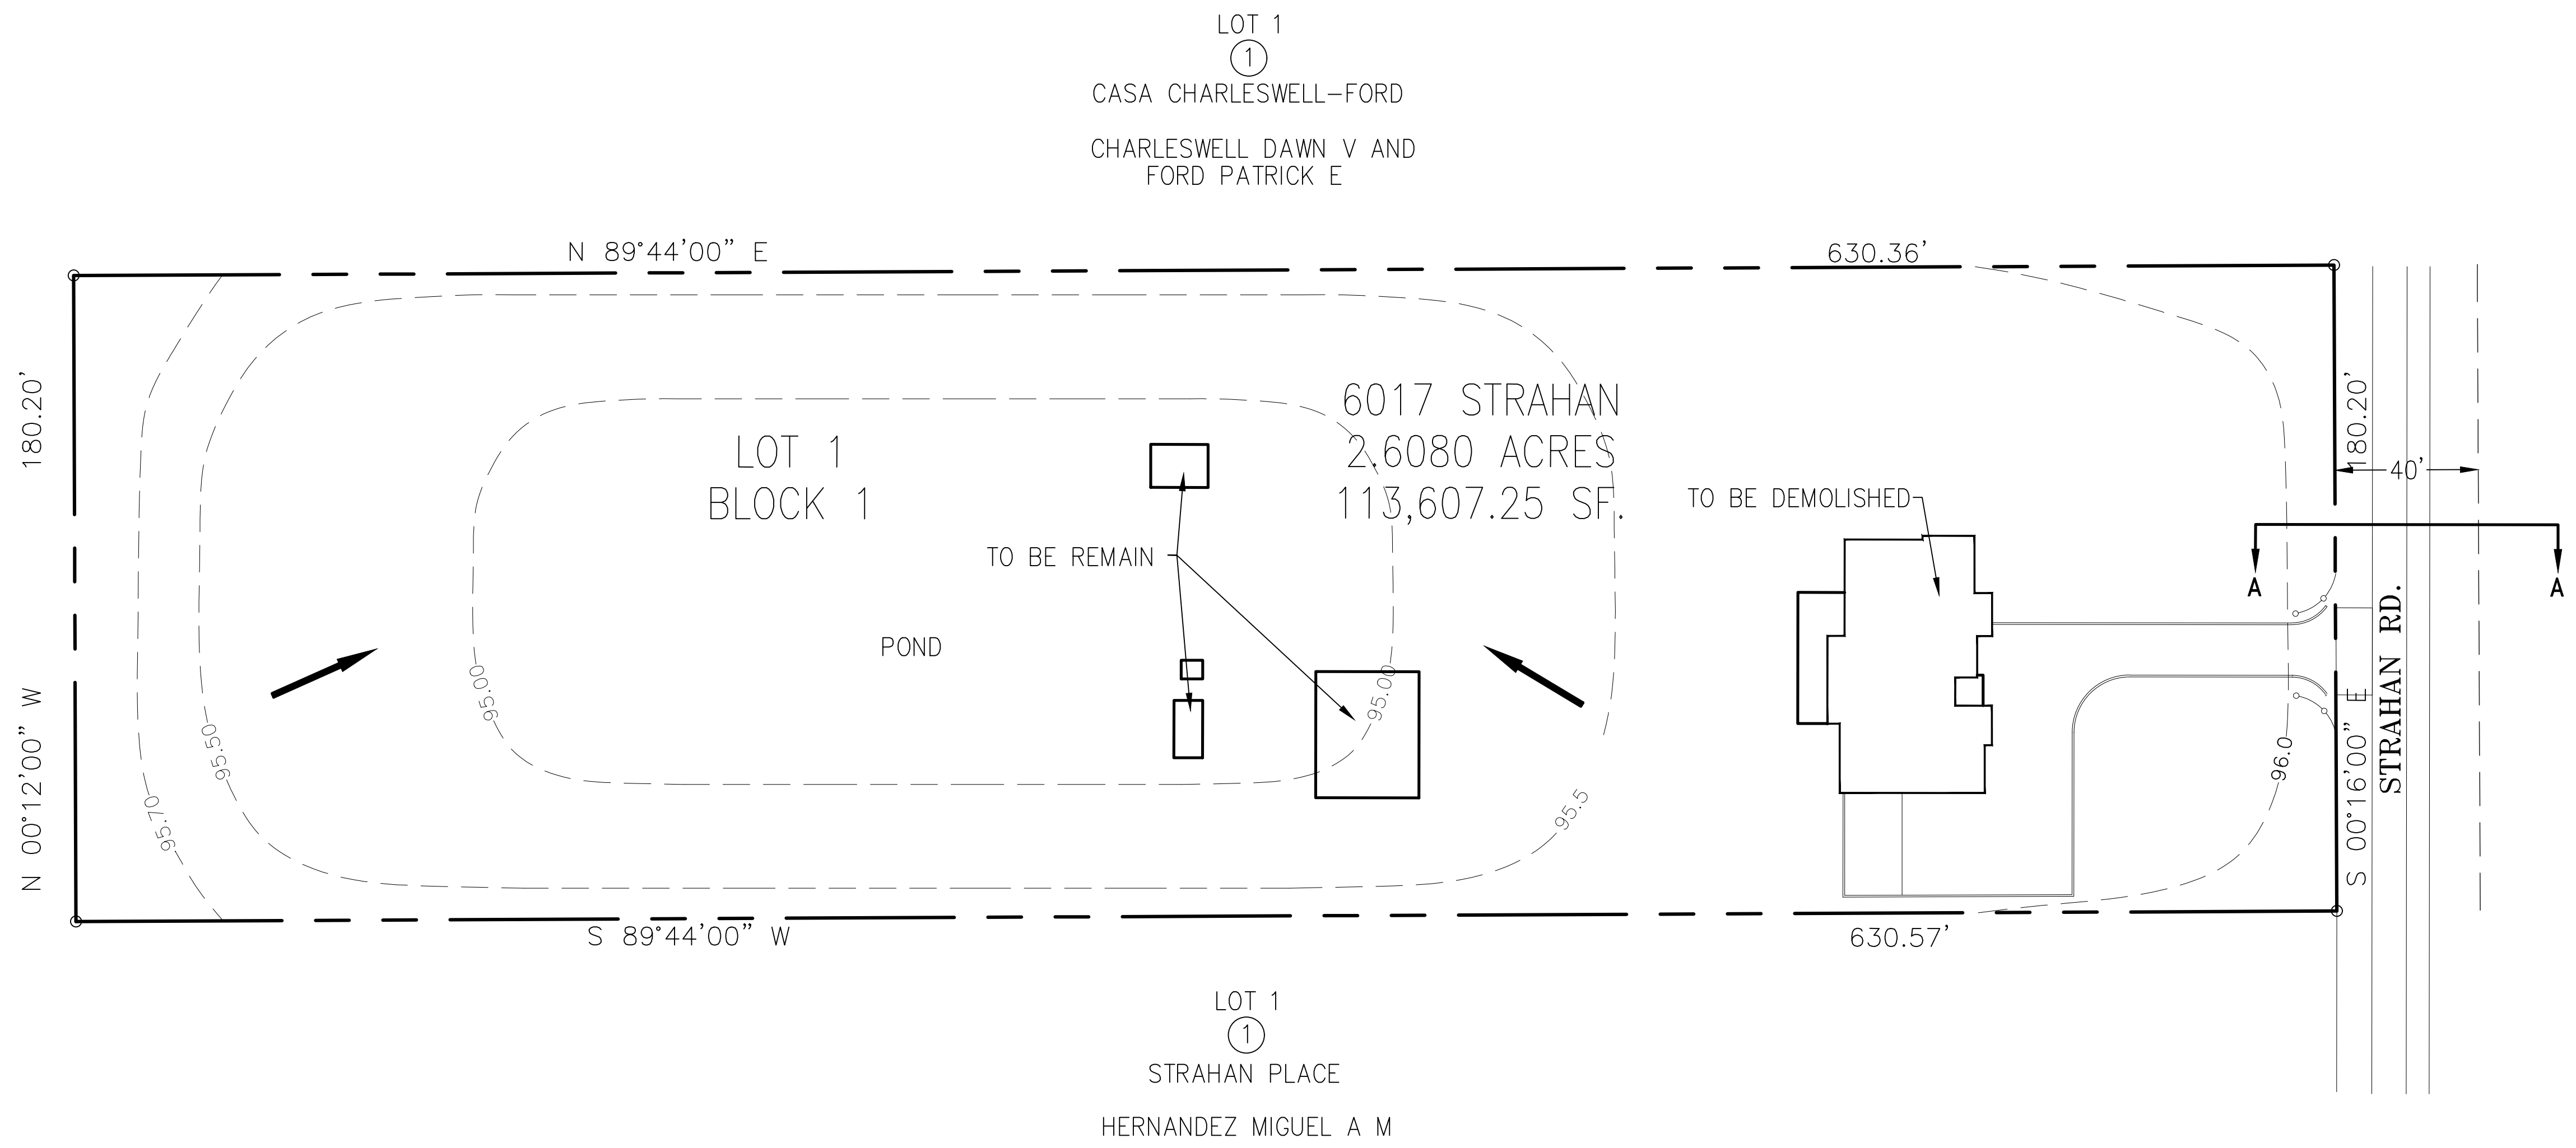 LOT 1
1
CASA CHARLESWELL-FORD
CHARLESWELL DAWN V AND
FORD PATRICK E
N 89°44'00" E
630.36'
180.20'
N 00°12'00" W
LOT 1
BLOCK 1
6017 STRAHAN
2.6080 ACRES
113,607.25 SF.
TO BE REMAIN
TO BE DEMOLISHED
POND
95.00
95.00
95.50
95.70
95.5
96.0
180.20'
40'
A
A
STRAHAN RD.
S 00°16'00" E
S 89°44'00" W
630.57'
LOT 1
1
STRAHAN PLACE
HERNANDEZ MIGUEL A M